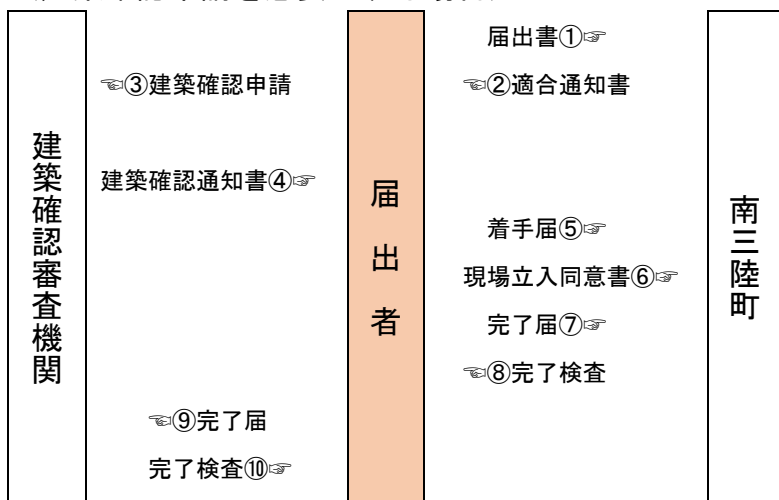 届出書①☞
☜③建築確認申請
☜②適合通知書
建築確認審査機関
建築確認通知書④☞
届出者
着手届⑤☞
南三陸町
現場立入同意書⑥☞
完了届⑦☞
☜⑧完了検査
☜⑨完了届
完了検査⑩☞